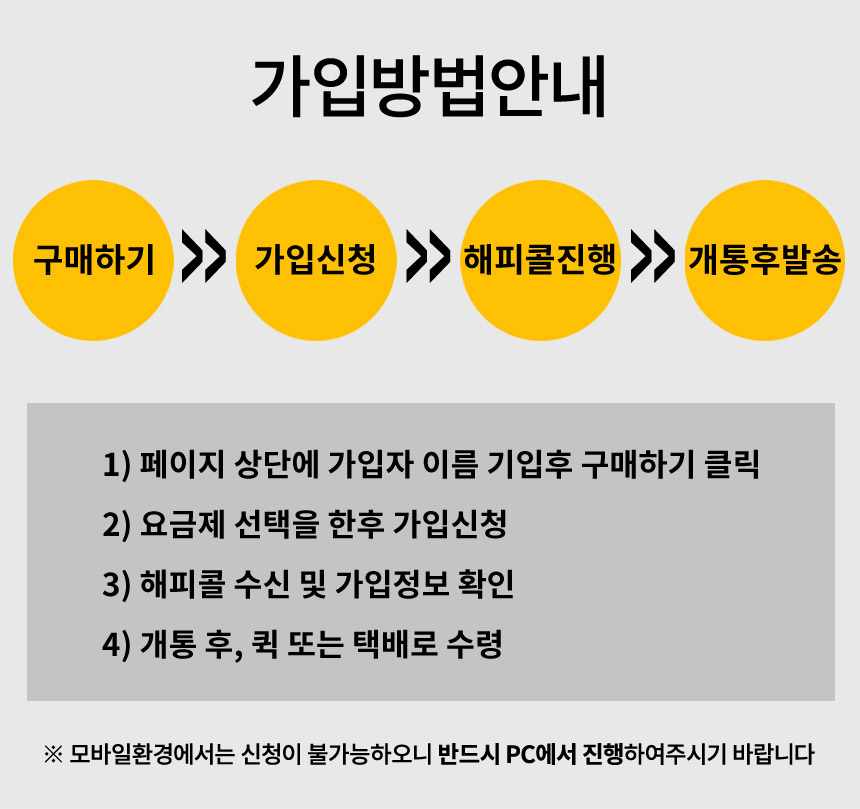 가입방법안내
구매하기 » 가입신청 » 해피콜진행 » 개통후발송
1) 페이지 상단에 가입자 이름 기입후 구매하기 클릭
2) 요금제 선택을 한후 가입신청
3) 해피콜 수신 및 가입정보 확인
4) 개통 후, 퀵 또는 택배로 수령
※ 모바일환경에서는 신청이 불가능하오니 반드시 PC에서 진행하여주시기 바랍니다